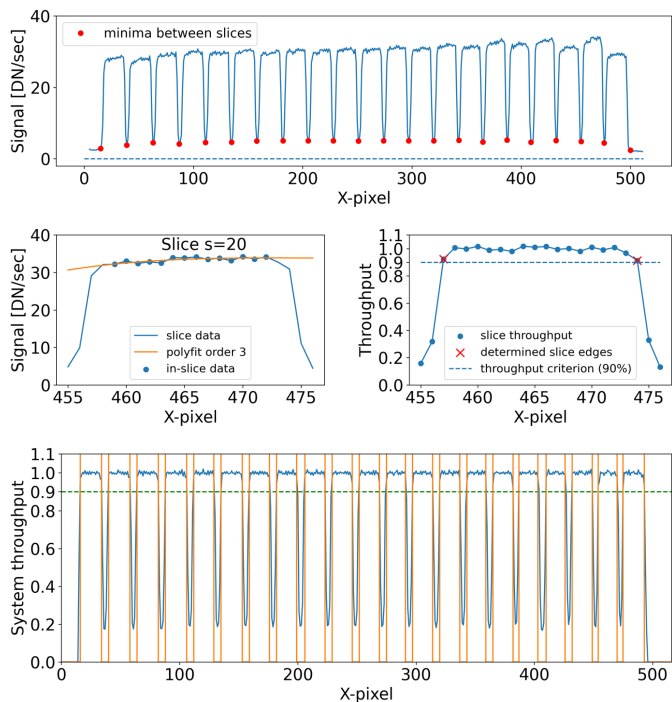 Signal [DN/sec]
40
20
0
minima between slices
0
100
200
300
400
500
X-pixel
Slice s=20
Signal [DN/sec]
40
30
20
10
0
slice data
polyfit order 3
in-slice data
455
460
465
470
475
X-pixel
Throughput
1.1
1.0
0.9
0.8
0.6
0.4
0.2
0.0
slice throughput
determined slice edges
throughput criterion (90%)
455
460
465
470
475
X-pixel
System throughput
1.1
1.0
0.9
0.8
0.6
0.4
0.2
0.0
0
100
200
300
400
500
X-pixel